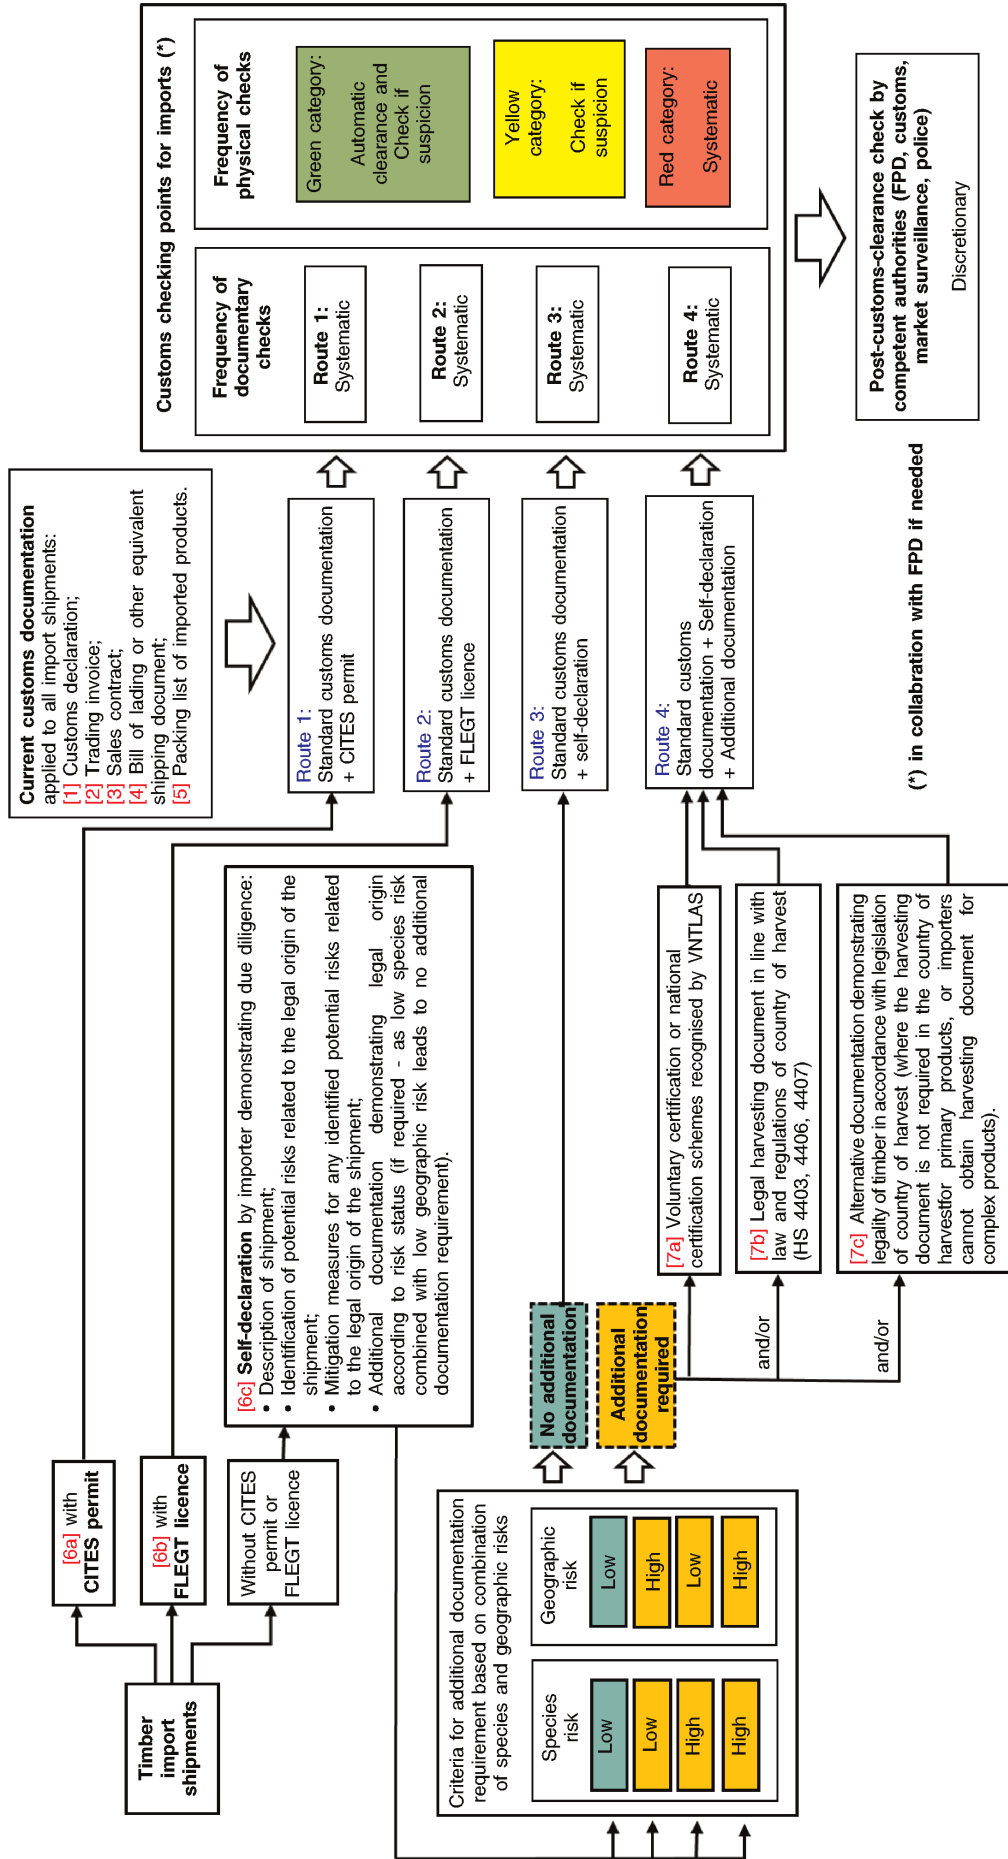 Timber
import
shipments
[6a] with
CITES permit
[6b] with
FLEGT licence
Without CITES
permit or
FLEGT licence
[6c] Self-declaration by importer demonstrating due diligence:
• Description of shipment;
• Identification of potential risks related to the legal origin of the
shipment;
• Mitigation measures for any identified potential risks related
to the legal origin of the shipment;
• Additional documentation demonstrating legal origin
according to risk status (if required - as low species risk
combined with low geographic risk leads to no additional
documentation requirement).
Criteria for additional documentation
requirement based on combination
of species and geographic risks
Species
risk
Low
Low
High
High
Geographic
risk
Low
High
Low
High
No additional
documentation
Additional
documentation
required
and/or
and/or
[7a] Voluntary certification or national
certification schemes recognised by VNTLAS
[7b] Legal harvesting document in line with
law and regulations of country of harvest
(HS 4403, 4406, 4407)
[7c] Alternative documentation demonstrating
legality of timber in accordance with legislation
of country of harvest (where the harvesting
document is not required in the country of
harvestfor primary products, or importers
cannot obtain harvesting document for
complex products).
Current customs documentation
applied to all import shipments:
[1] Customs declaration;
[2] Trading invoice;
[3] Sales contract;
[4] Bill of lading or other equivalent
shipping document;
[5] Packing list of imported products.
Route 1:
Standard customs documentation
+ CITES permit
Route 2:
Standard customs documentation
+ FLEGT licence
Route 3:
Standard customs documentation
+ self-declaration
Route 4:
Standard customs
documentation + Self-declaration
+ Additional documentation
Customs checking points for imports (*)
Frequency of
documentary
checks
Route 1:
Systematic
Route 2:
Systematic
Route 3:
Systematic
Route 4:
Systematic
Frequency of
physical checks
Green category:
Automatic
clearance and
Check if
suspicion
Yellow
category:
Check if
suspicion
Red category:
Systematic
Post-customs-clearance check by
competent authorities (FPD, customs,
market surveillance, police)
Discretionary
(*) in collabration with FPD if needed